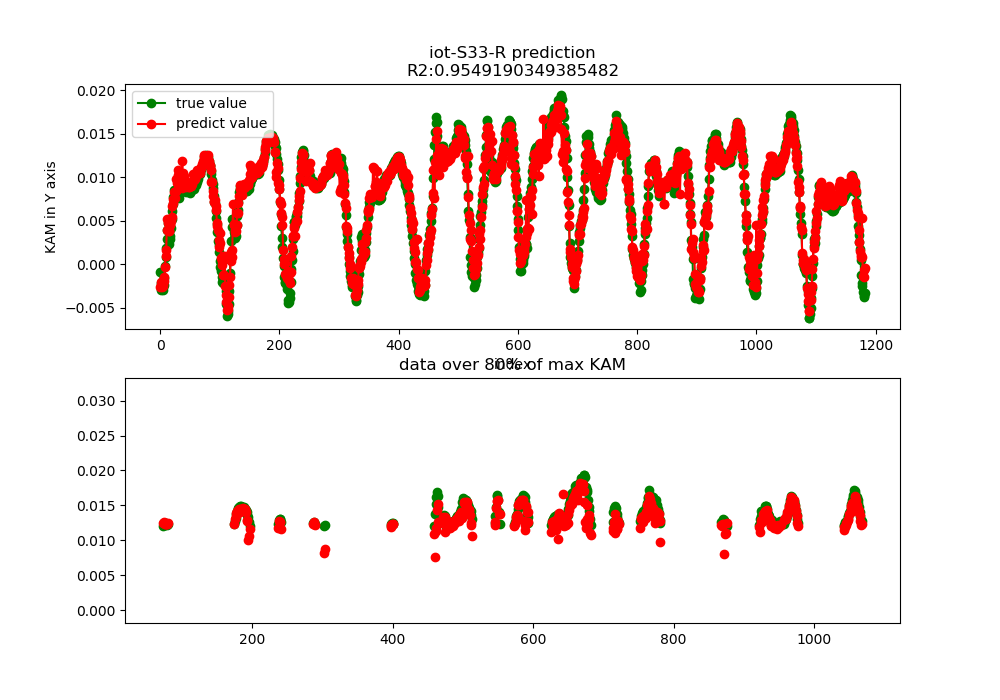 iot-S33-R prediction
R2:0.9549190349385482
true value
predict value
KAM in Y axis
0.020
0.015
0.010
0.005
0.000
−0.005
0 200 400 600 800 1000 1200
index
data over 80% of max KAM
0.030
0.025
0.020
0.015
0.010
0.005
0.000
200 400 600 800 1000